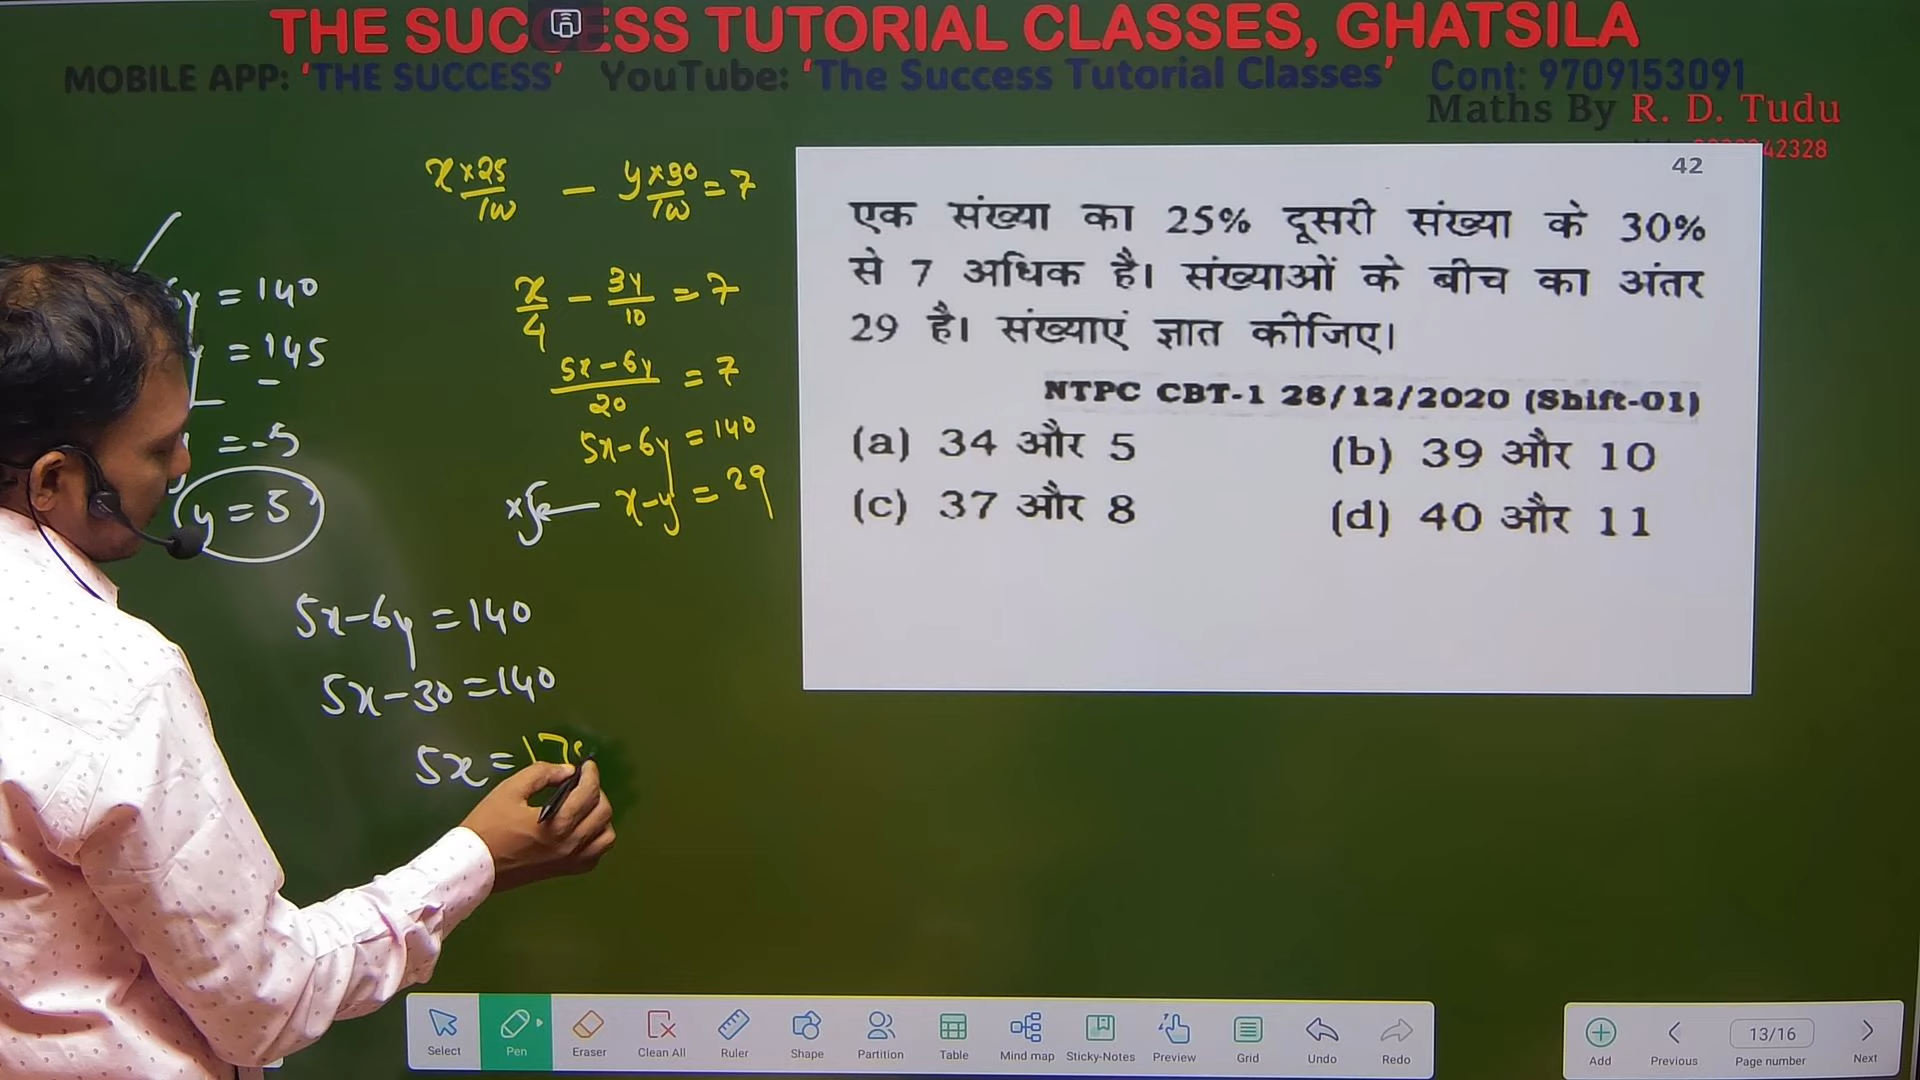 THE SUCCESS TUTORIAL CLASSES, GHATSILA
MOBILE APP: 'THE SUCCESS' YouTube: 'The Success Tutorial Classes' Cont: 9709153091
Maths By R. D. Tudu
42328
42
एक संख्या का 25% दूसरी संख्या के 30%
से 7 अधिक है। संख्याओं के बीच का अंतर
29 है। संख्याएं ज्ञात कीजिए।
NTPC CBT-1 28/12/2020 (Shift-01)
(a) 34 और 5 (b) 39 और 10
(c) 37 और 8 (d) 40 और 11
x×25/100 - y×30/100 = 7
x/4 - 3y/10 = 7
5x-6y/20 = 7
5x-6y = 140
×5 x-y = 29
6y = 140
= 145
-
= -5
y = 5
5x-6y = 140
5x-30 = 140
5x = 17
Select Pen Eraser Clean All Ruler Shape Partition Table Mind map Sticky-Notes Preview Grid Undo Redo
Add Previous 13/16 Page number Next